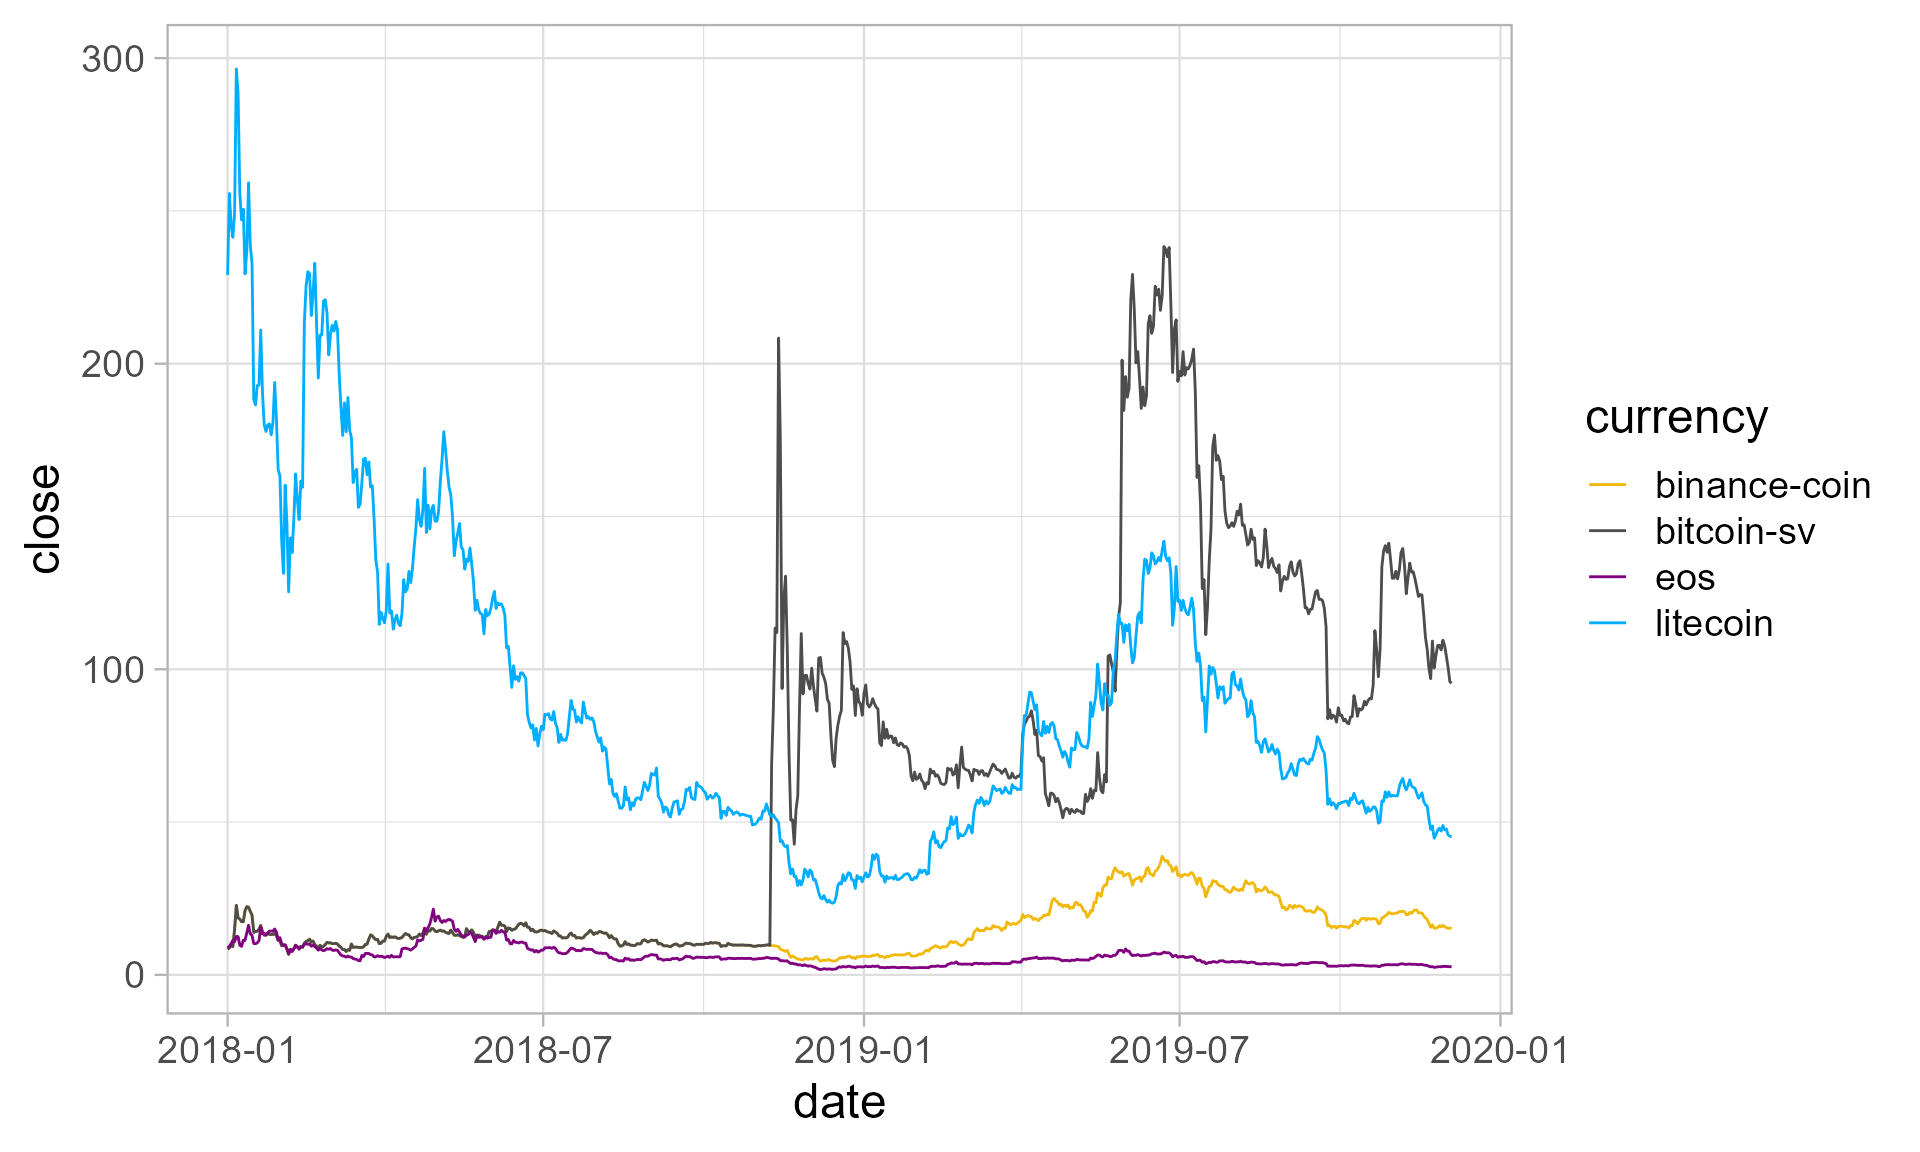 300
200
100
0
close
2018-01
2018-07
2019-01
2019-07
2020-01
date
currency
binance-coin
bitcoin-sv
eos
litecoin